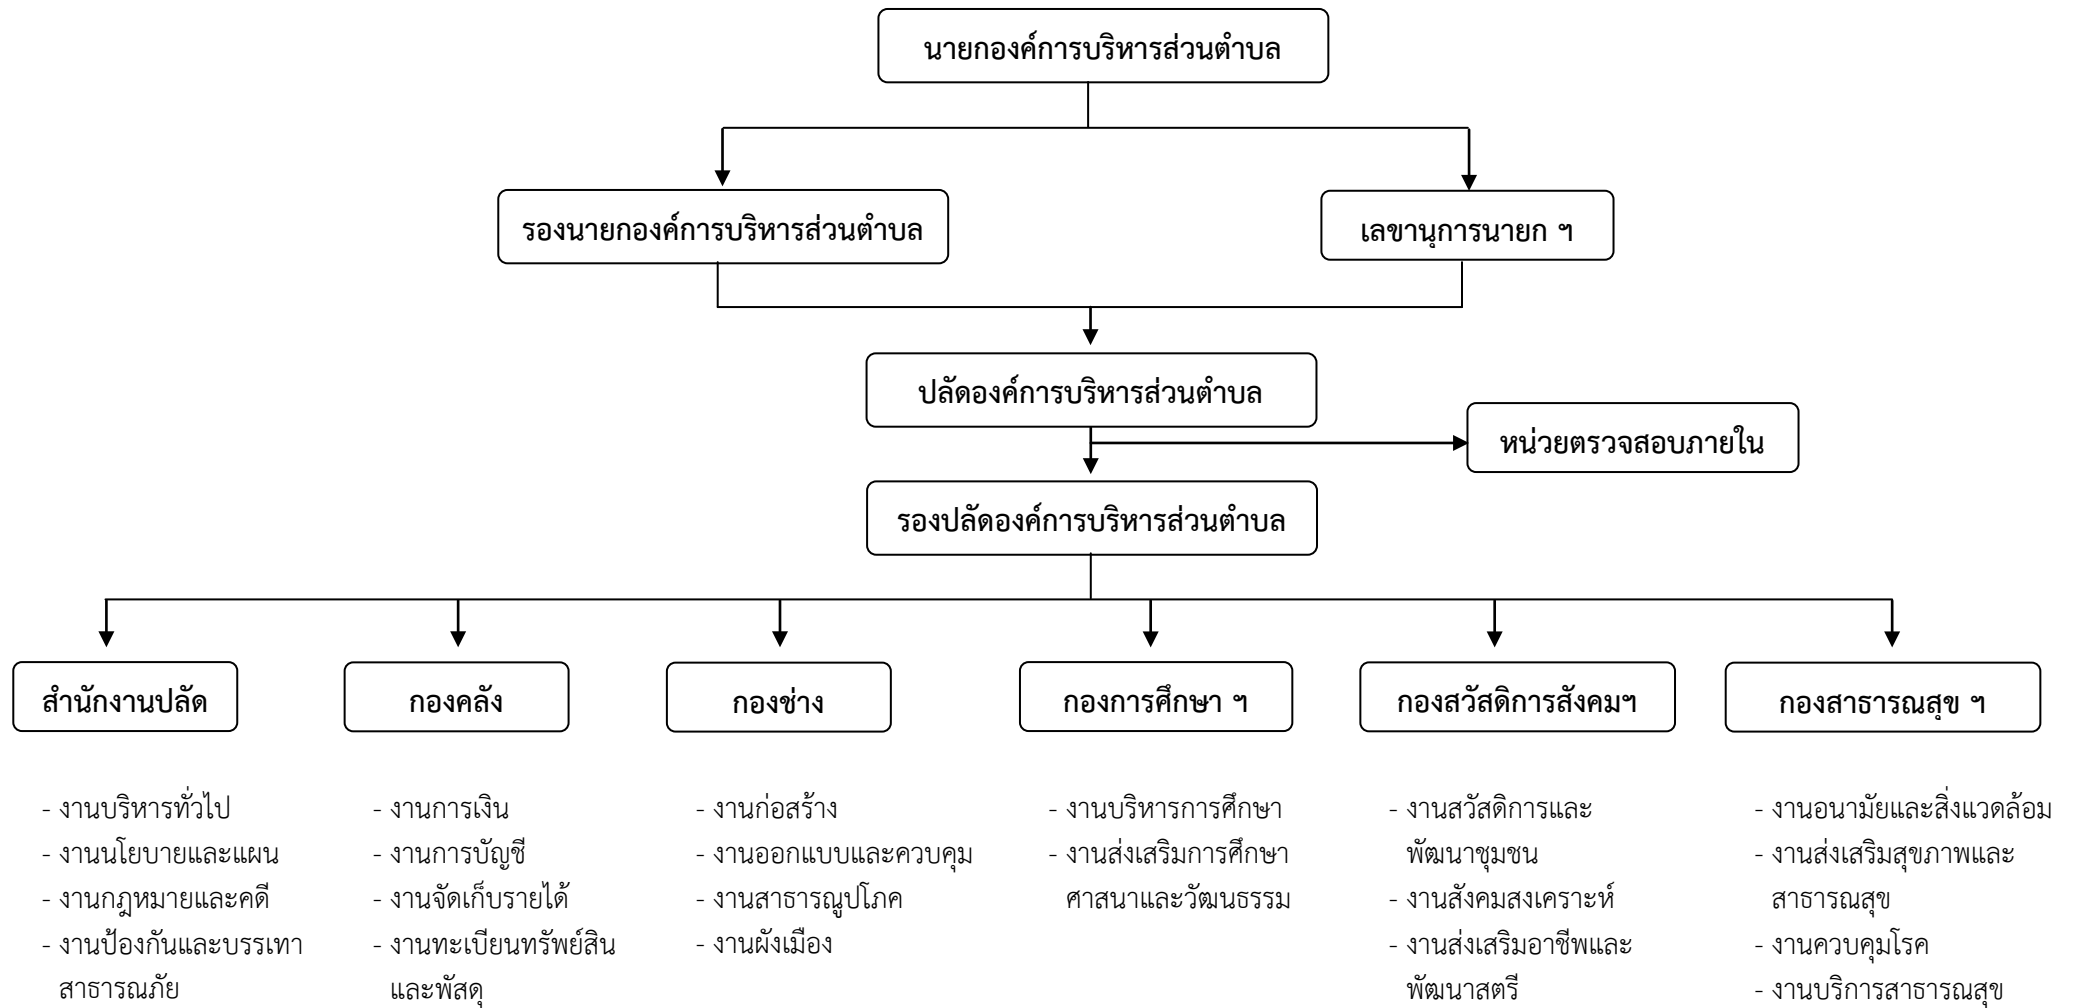 นายกองค์การบริหารส่วนตำบล
รองนายกองค์การบริหารส่วนตำบล
เลขานุการนายก ฯ
ปลัดองค์การบริหารส่วนตำบล
หน่วยตรวจสอบภายใน
รองปลัดองค์การบริหารส่วนตำบล
สำนักงานปลัด
กองคลัง
กองช่าง
กองการศึกษา ฯ
กองสวัสดิการสังคมฯ
กองสาธารณสุข ฯ
- งานบริหารทั่วไป
- งานนโยบายและแผน
- งานกฎหมายและคดี
- งานป้องกันและบรรเทา
สาธารณภัย
- งานการเงิน
- งานการบัญชี
- งานจัดเก็บรายได้
- งานทะเบียนทรัพย์สิน
และพัสดุ
- งานก่อสร้าง
- งานออกแบบและควบคุม
- งานสาธารณูปโภค
- งานผังเมือง
- งานบริหารการศึกษา
- งานส่งเสริมการศึกษา
ศาสนาและวัฒนธรรม
- งานสวัสดิการและ
พัฒนาชุมชน
- งานสังคมสงเคราะห์
- งานส่งเสริมอาชีพและ
พัฒนาสตรี
- งานอนามัยและสิ่งแวดล้อม
- งานส่งเสริมสุขภาพและ
สาธารณสุข
- งานควบคุมโรค
- งานบริการสาธารณสุข